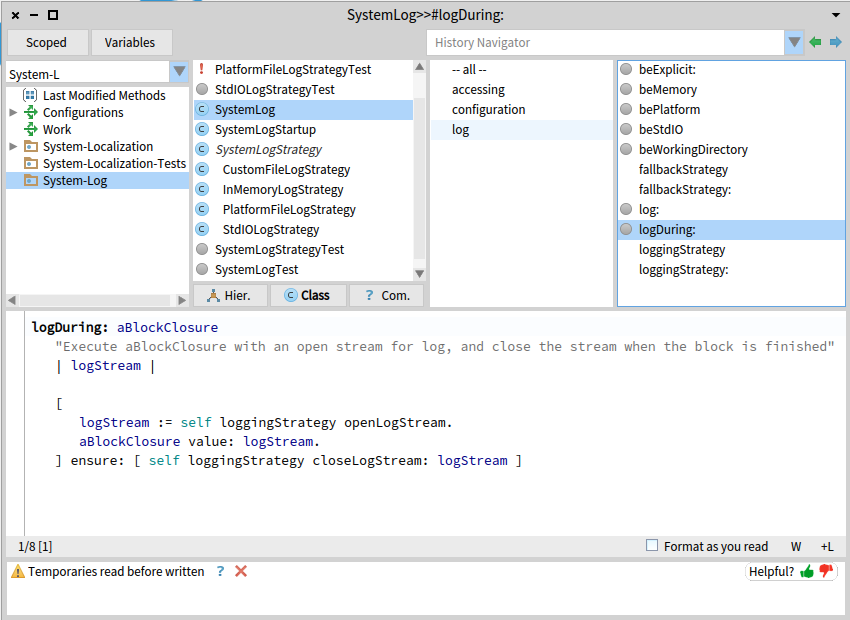 SystemLog>>#logDuring:
Scoped
Variables
History Navigator
System-L
Last Modified Methods
Configurations
Work
System-Localization
System-Localization-Tests
System-Log
PlatformFileLogStrategyTest
StdIOLogStrategyTest
SystemLog
SystemLogStartup
SystemLogStrategy
CustomFileLogStrategy
InMemoryLogStrategy
PlatformFileLogStrategy
StdIOLogStrategy
SystemLogStrategyTest
SystemLogTest
Hier.
C Class
? Com.
-- all --
accessing
configuration
log
beExplicit:
beMemory
bePlatform
beStdIO
beWorkingDirectory
fallbackStrategy
fallbackStrategy:
log:
logDuring:
loggingStrategy
loggingStrategy:
logDuring: aBlockClosure
"Execute aBlockClosure with an open stream for log, and close the stream when the block is finished"
| logStream |
[
logStream := self loggingStrategy openLogStream.
aBlockClosure value: logStream.
] ensure: [ self loggingStrategy closeLogStream: logStream ]
1/8 [1]
Format as you read
W
+L
Temporaries read before written ?
Helpful?